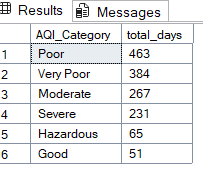 Results Messages
AQI_Category total_days
1 Poor 463
2 Very Poor 384
3 Moderate 267
4 Severe 231
5 Hazardous 65
6 Good 51